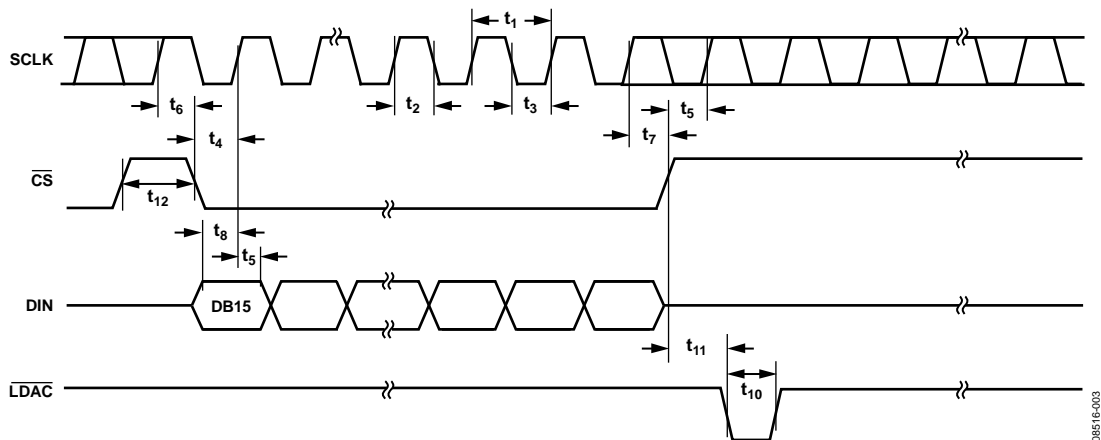 t1
SCLK
t6
t2
t3
t5
t4
t7
CS
t12
t8
t5
DIN
DB15
t11
LDAC
t10
08516-003